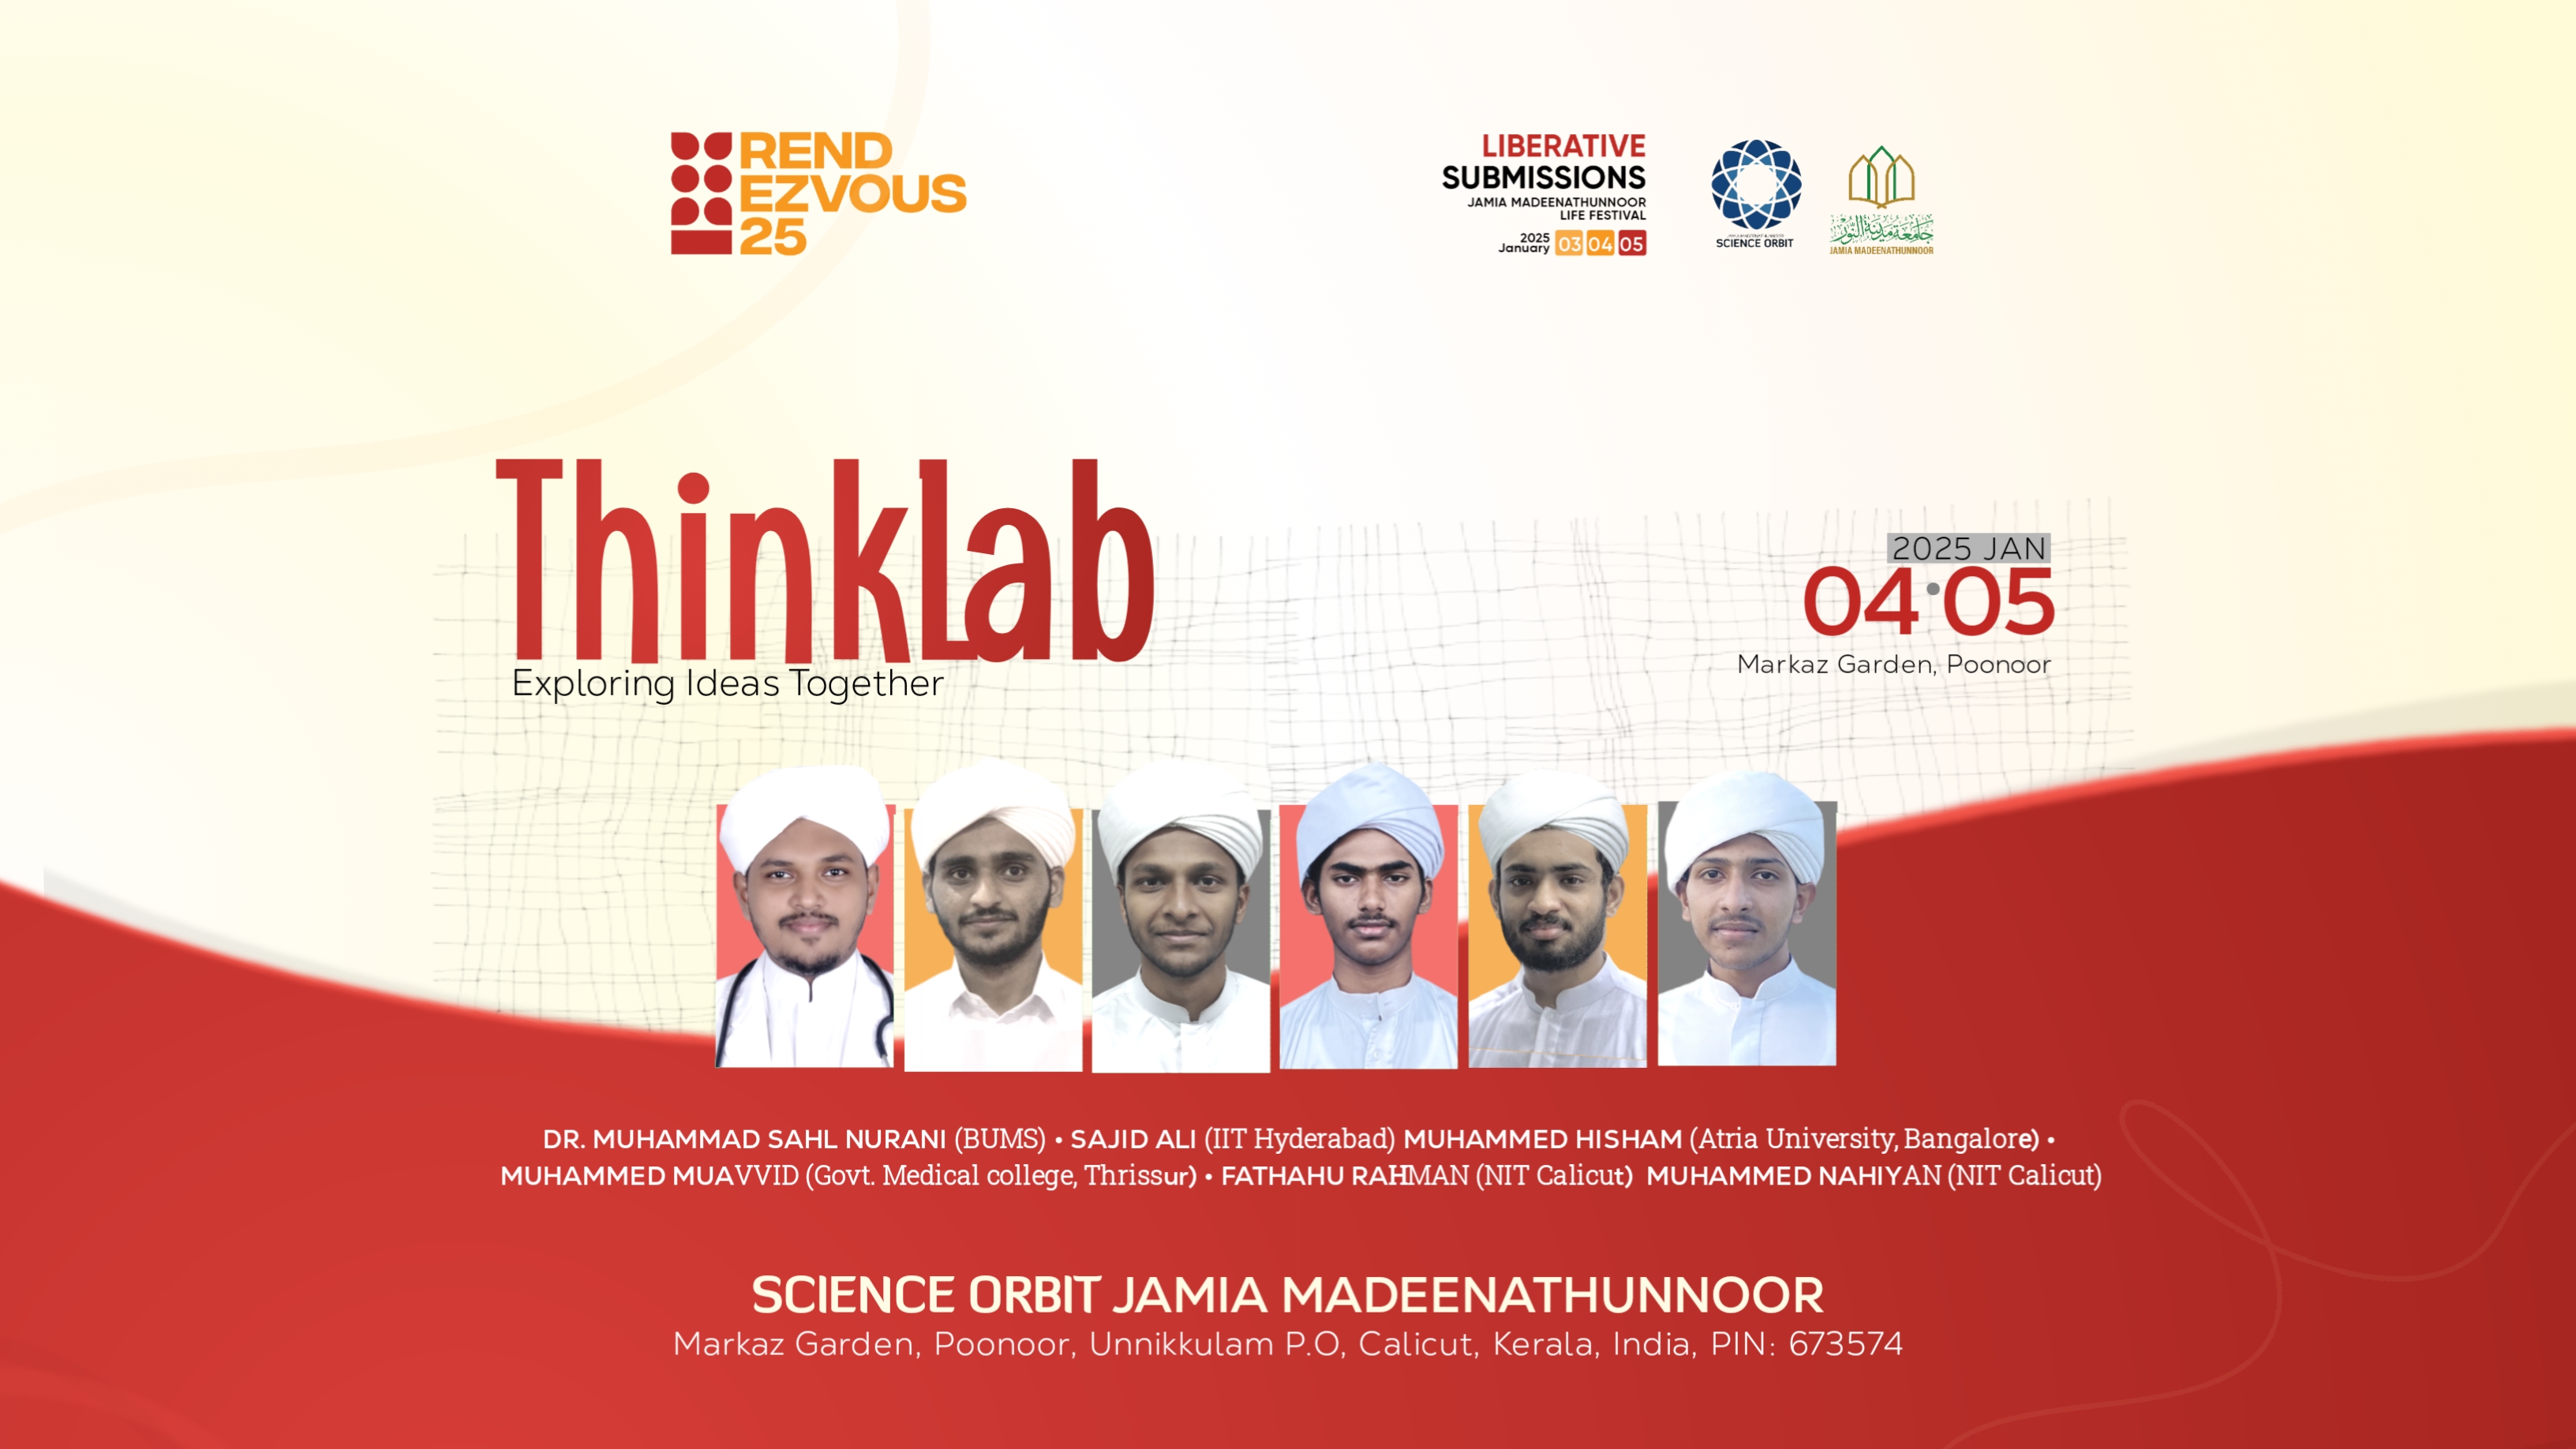 REND
EZVOUS
25
LIBERATIVE
SUBMISSIONS
JAMIA MADEENATHUNNOOR
LIFE FESTIVAL
2025
January 03 04 05
SCIENCE ORBIT
جامعة مدينة النور
JAMIA MADEENATHUNNOOR
Thinklab
Exploring Ideas Together
2025 JAN
04•05
Markaz Garden, Poonoor
DR. MUHAMMAD SAHL NURANI (BUMS) • SAJID ALI (IIT Hyderabad) MUHAMMED HISHAM (Atria University, Bangalore) •
MUHAMMED MUAVVID (Govt. Medical college, Thrissur) • FATHAHU RAHMAN (NIT Calicut) MUHAMMED NAHIYAN (NIT Calicut)
SCIENCE ORBIT JAMIA MADEENATHUNNOOR
Markaz Garden, Poonoor, Unnikkulam P.O, Calicut, Kerala, India, PIN: 673574